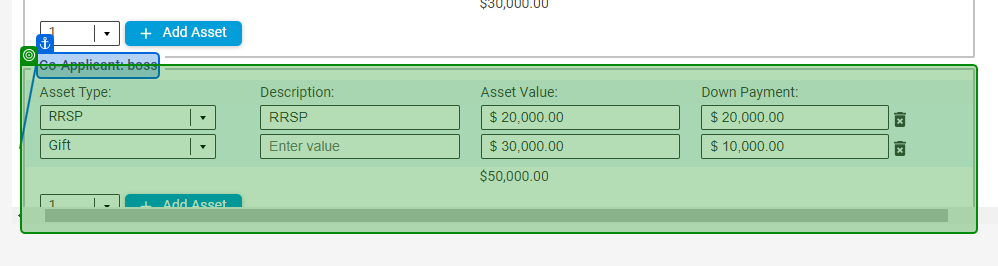 $30,000.00
1 + Add Asset
Co-Applicant: boss
Asset Type: Description: Asset Value: Down Payment:
RRSP RRSP $ 20,000.00 $ 20,000.00
Gift Enter value $ 30,000.00 $ 10,000.00
$50,000.00
1 + Add Asset